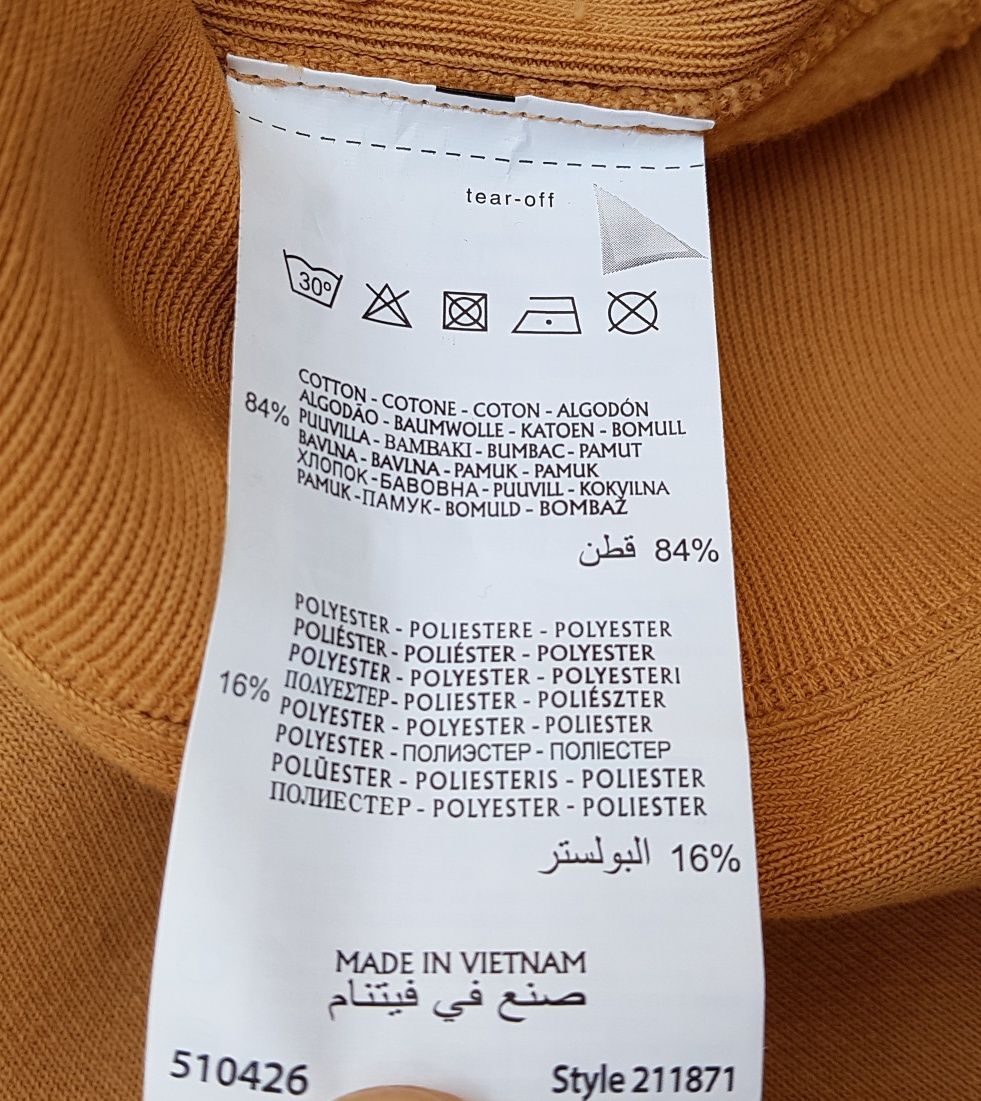 tear-off
30°
84%
COTTON - COTONE - COTON - ALGODÓN
ALGODÃO - BAUMWOLLE - KATOEN - BOMULL
PUUVILLA - BAMBAKI - BUMBAC - PAMUT
BAVLNA - BAVLNA - PAMUK - PAMUK
ХЛОПОК - БАВОВНА - PUUVILL - KOKVILNA
PAMUK - ПАМУК - BOMULD - BOMBAŽ
84% قطن
16%
POLYESTER - POLIESTERE - POLYESTER
POLIÉSTER - POLIÉSTER - POLYESTER
POLYESTER - POLYESTER - POLYESTERI
ΠΟΛΥΕΣΤΕΡ - POLIESTER - POLIÉSZTER
POLYESTER - POLYESTER - POLIESTER
POLYESTER - ПОЛИЭСТЕР - ПОЛІЕСТЕР
POLÜESTER - POLIESTERIS - POLIESTER
ПОЛИЕСТЕР - POLYESTER - POLIESTER
16% البولستر
MADE IN VIETNAM
صنع في فيتنام
510426
Style 211871